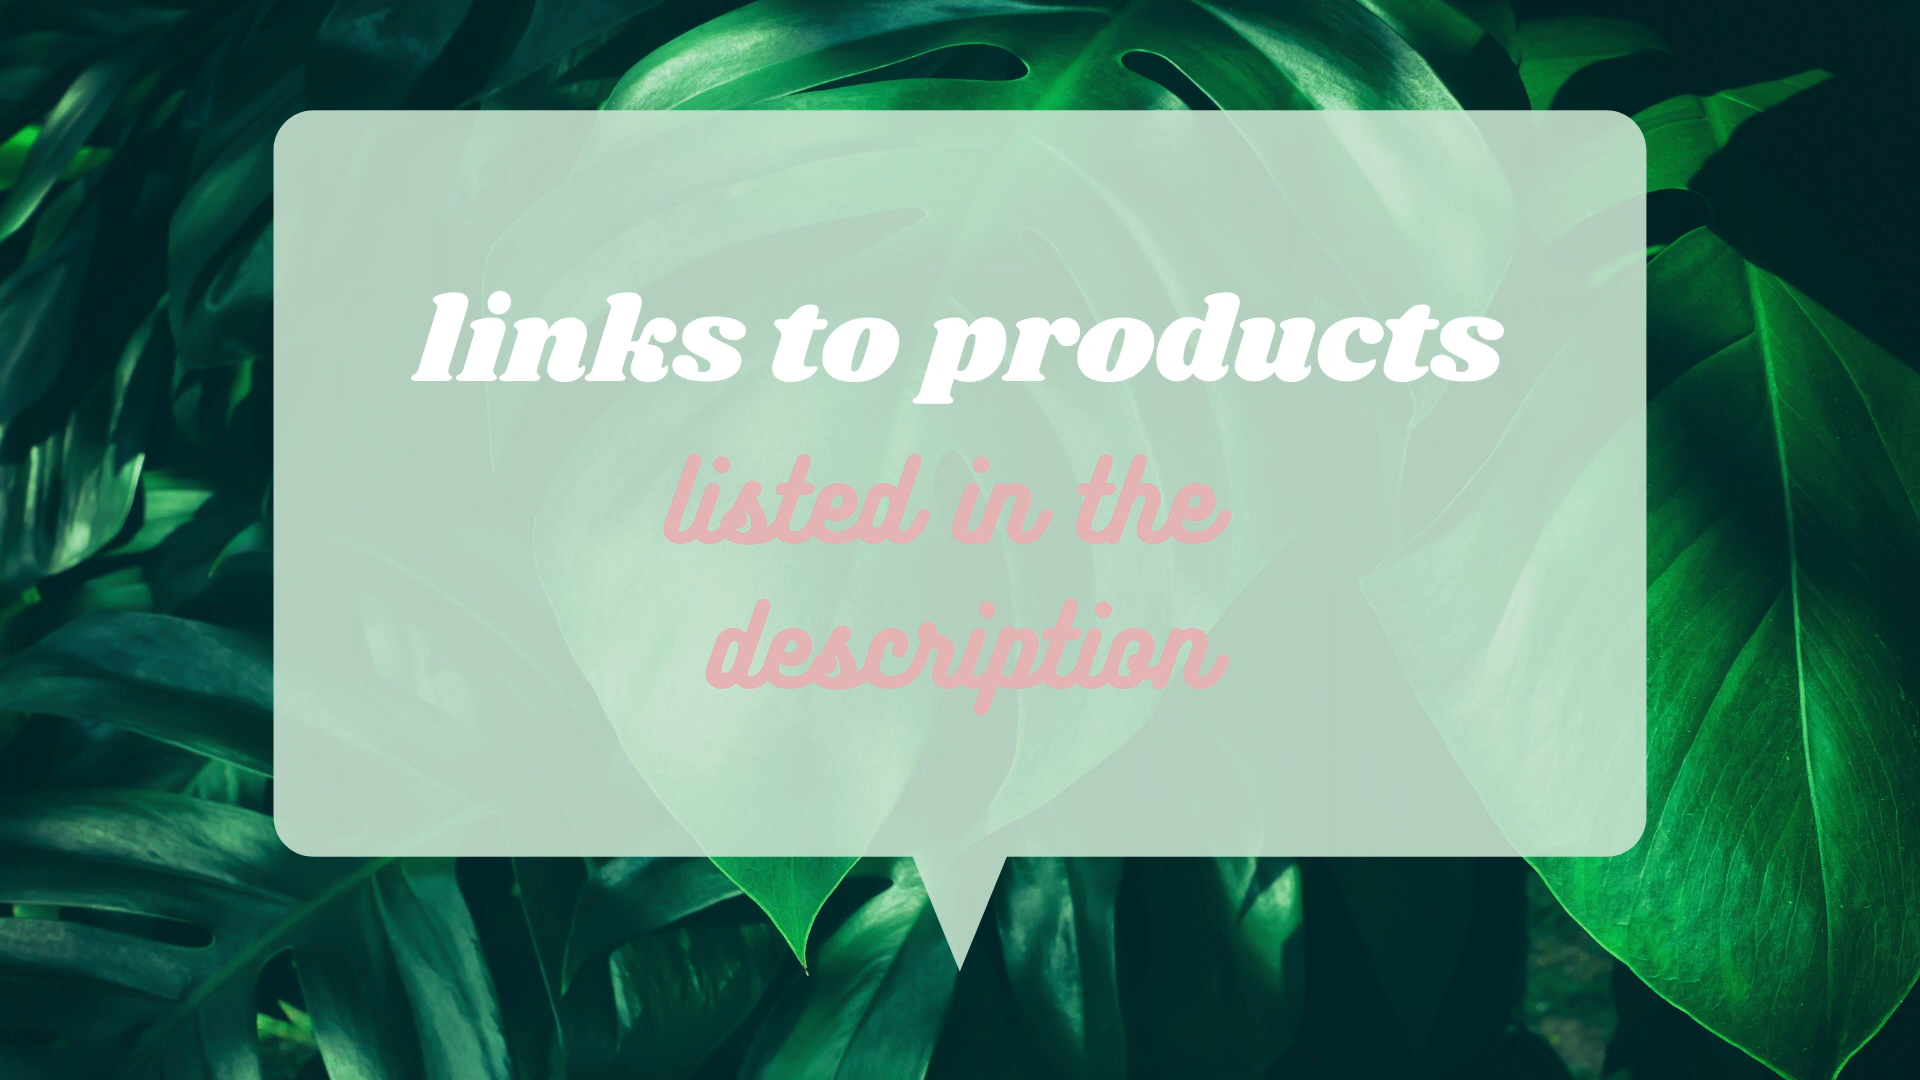 links to products
listed in the
description